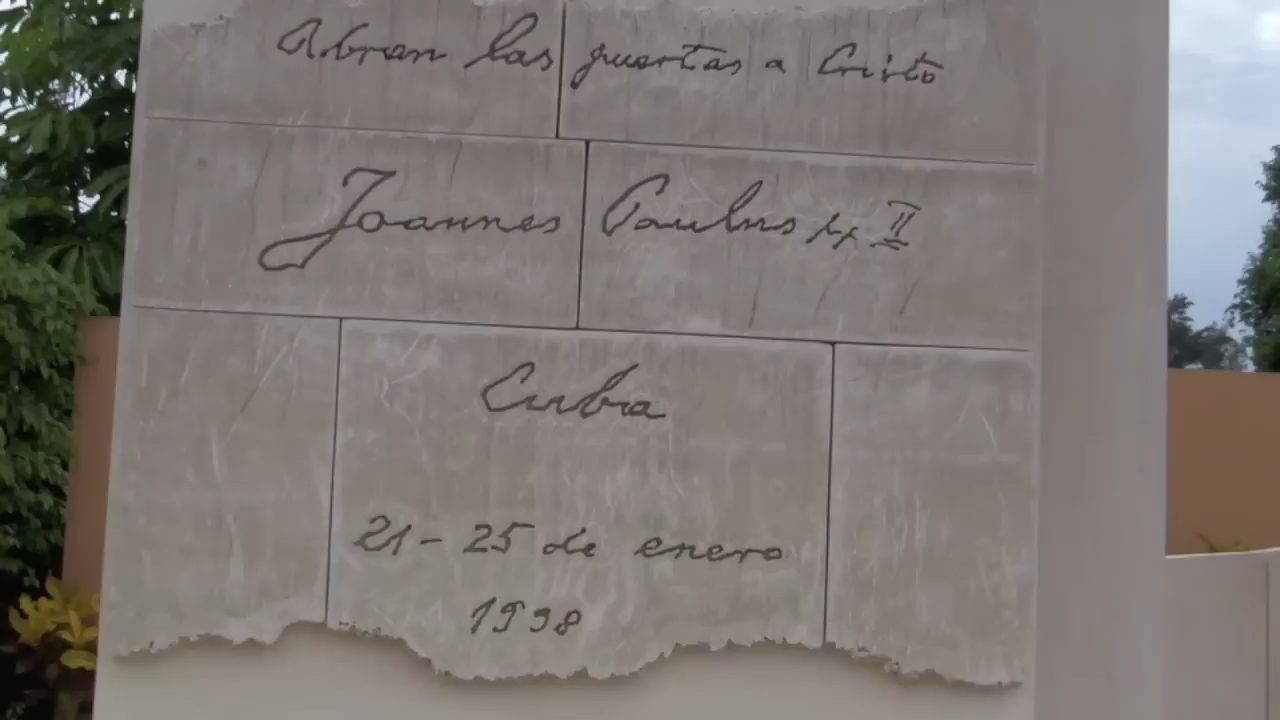 Abran las puertas a Cristo
Joannes Paulus pp II
Cuba
21-25 de enero
1998